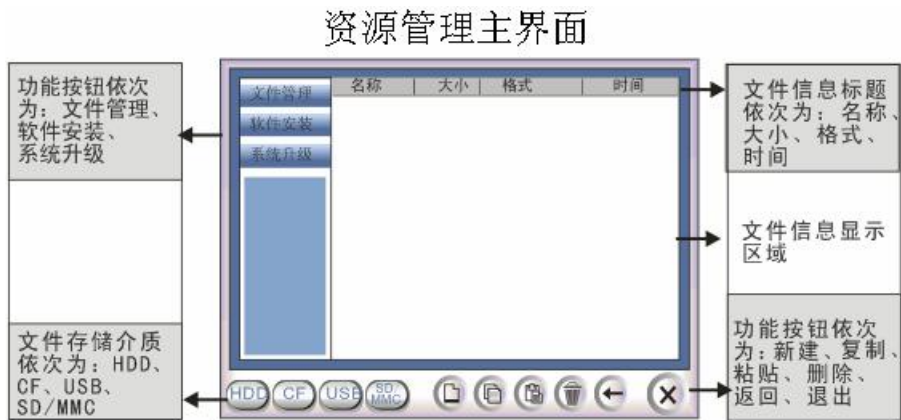 资源管理主界面
功能按钮依次
为：文件管理、
软件安装、
系统升级
文件管理
软件安装
系统升级
名称 | 大小 | 格式 | 时间
文件信息标题
依次为：名称、
大小、格式、
时间
文件信息显示
区域
文件存储介质
依次为：HDD、
CF、USB、
SD/MMC
HDD CF USB SD/
MMC
功能按钮依次
为：新建、复制、
粘贴、删除、
返回、退出